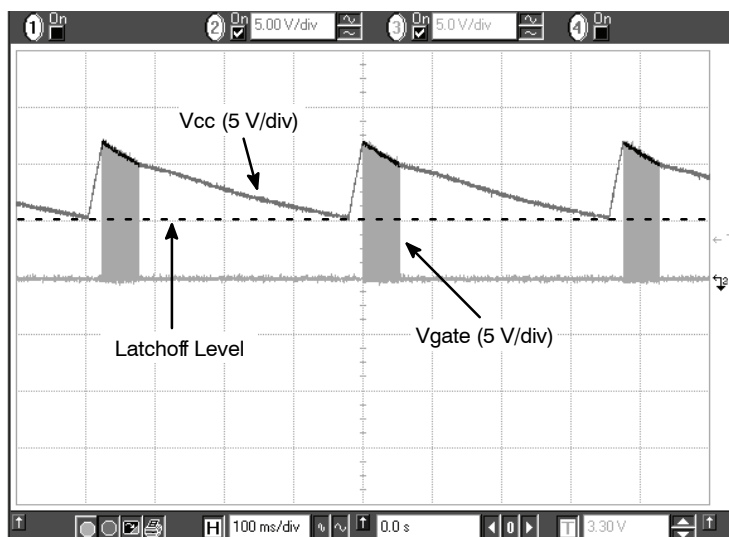 1 On 2 On 5.00 V/div 3 On 5.0 V/div 4 On
Vcc (5 V/div)
Vgate (5 V/div)
Latchoff Level
2
H 100 ms/div 0.0 s 0 T 3.30 V